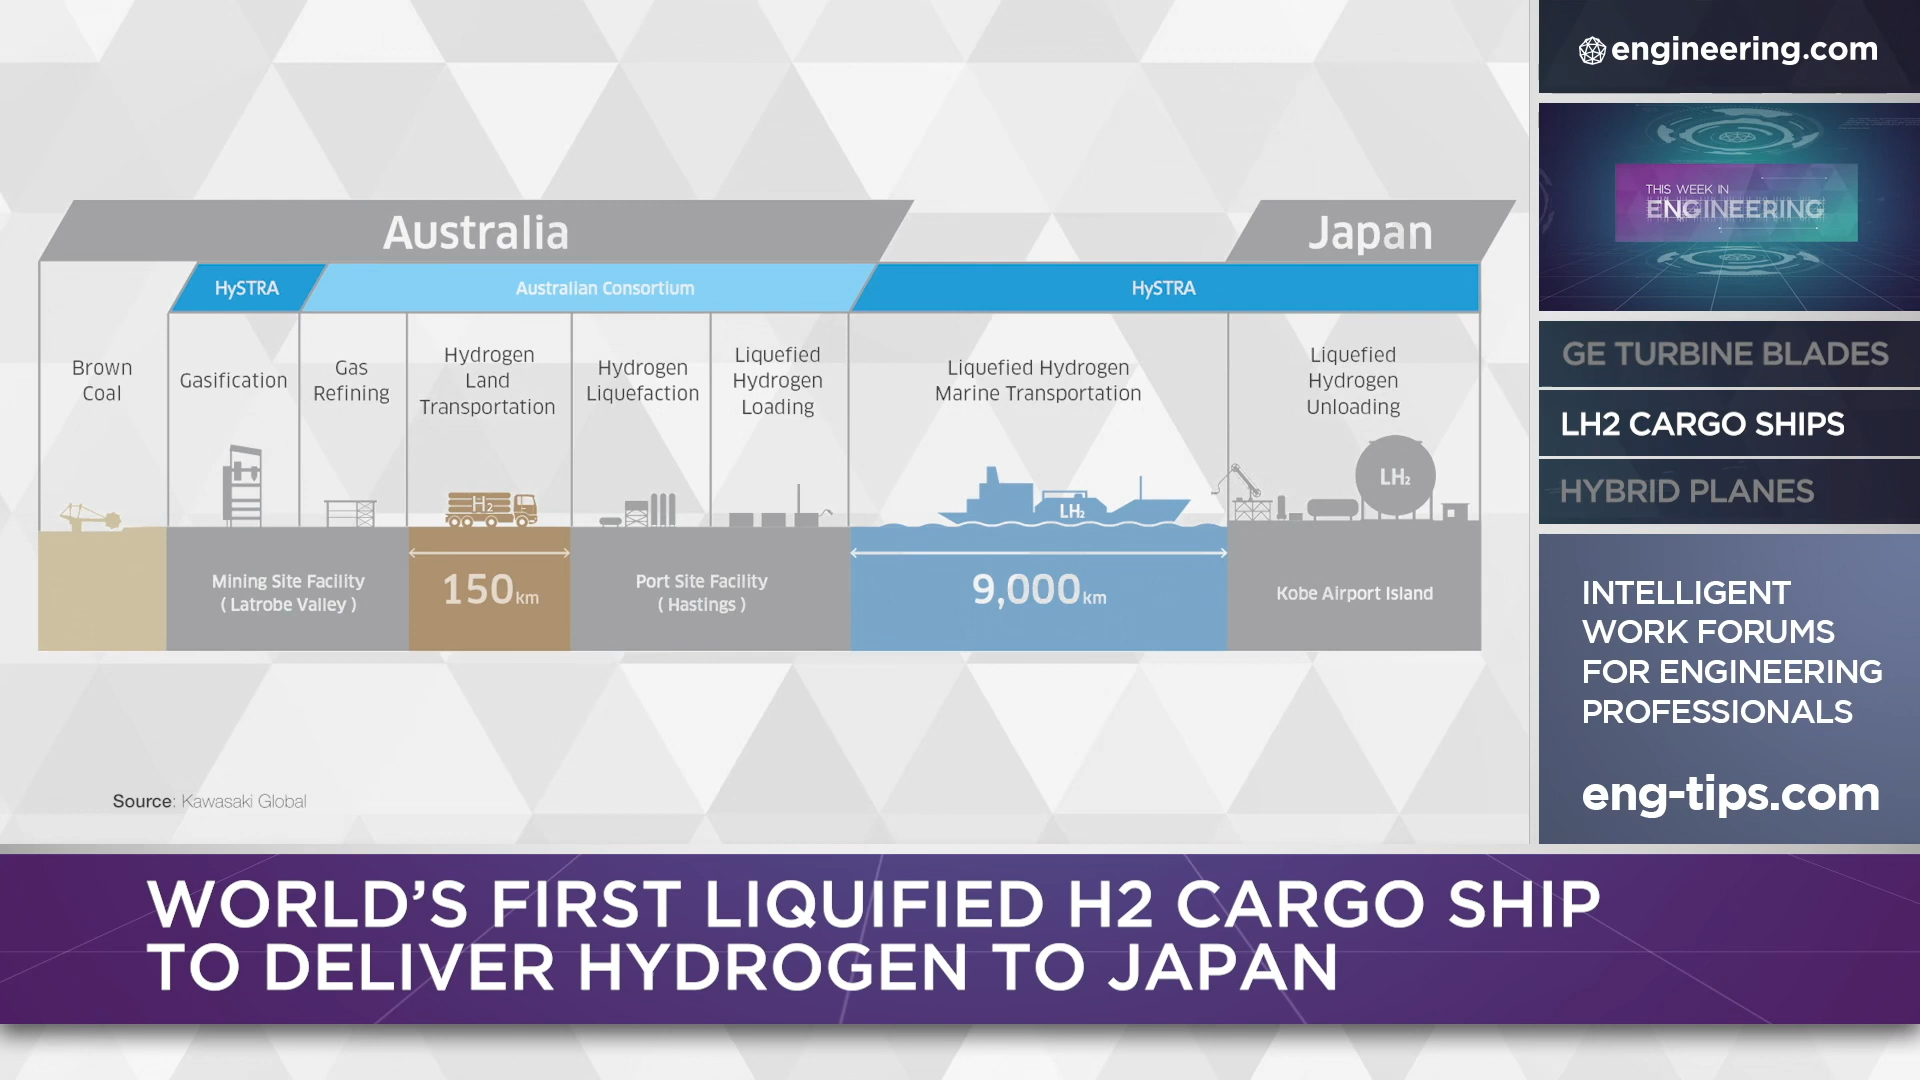 Australia
Japan
HySTRA
Australian Consortium
HySTRA
Brown
Coal
Gasification
Gas
Refining
Hydrogen
Land
Transportation
Hydrogen
Liquefaction
Liquefied
Hydrogen
Loading
Liquefied Hydrogen
Marine Transportation
Liquefied
Hydrogen
Unloading
H2
LH2
LH2
Mining Site Facility
( Latrobe Valley )
150km
Port Site Facility
( Hastings )
9,000km
Kobe Airport Island
Source: Kawasaki Global
engineering.com
THIS WEEK IN
ENGINEERING
GE TURBINE BLADES
LH2 CARGO SHIPS
HYBRID PLANES
INTELLIGENT
WORK FORUMS
FOR ENGINEERING
PROFESSIONALS
eng-tips.com
WORLD'S FIRST LIQUIFIED H2 CARGO SHIP
TO DELIVER HYDROGEN TO JAPAN